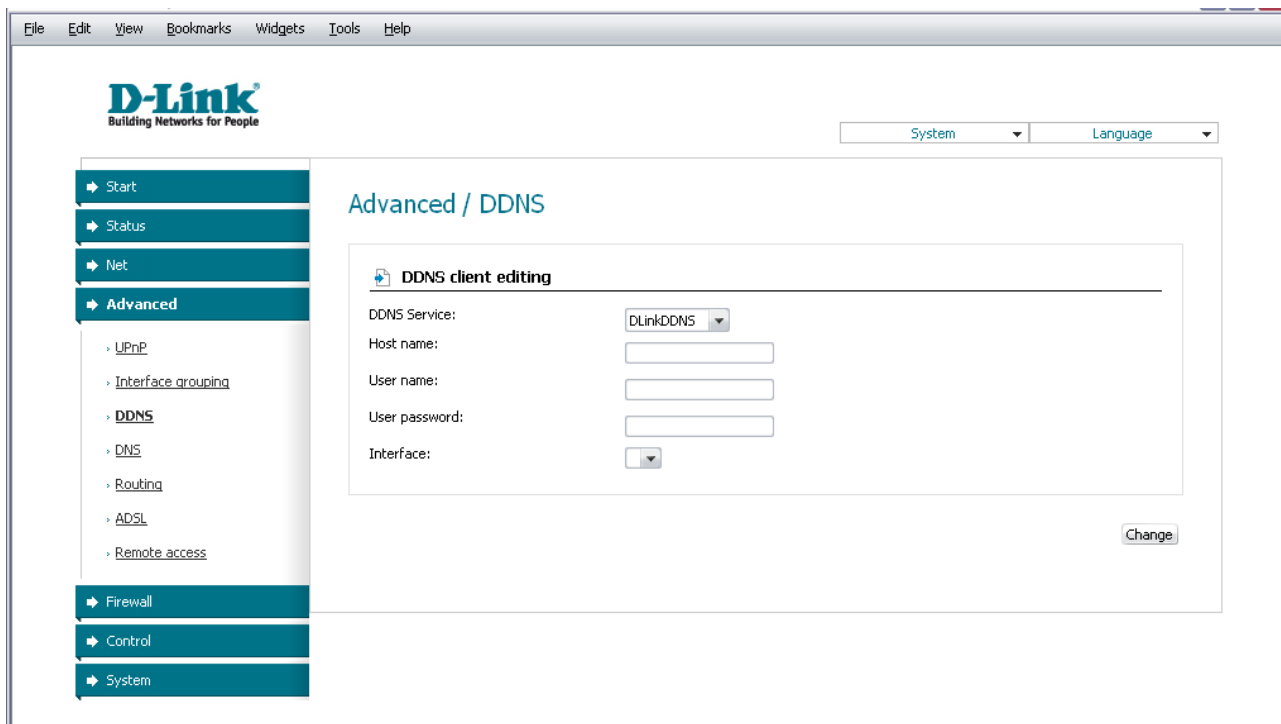 File Edit View Bookmarks Widgets Tools Help
D-Link®
Building Networks for People
System Language
Start
Status
Net
Advanced
UPnP
Interface grouping
DDNS
DNS
Routing
ADSL
Remote access
Firewall
Control
System
Advanced / DDNS
DDNS client editing
DDNS Service: DLinkDDNS
Host name:
User name:
User password:
Interface:
Change